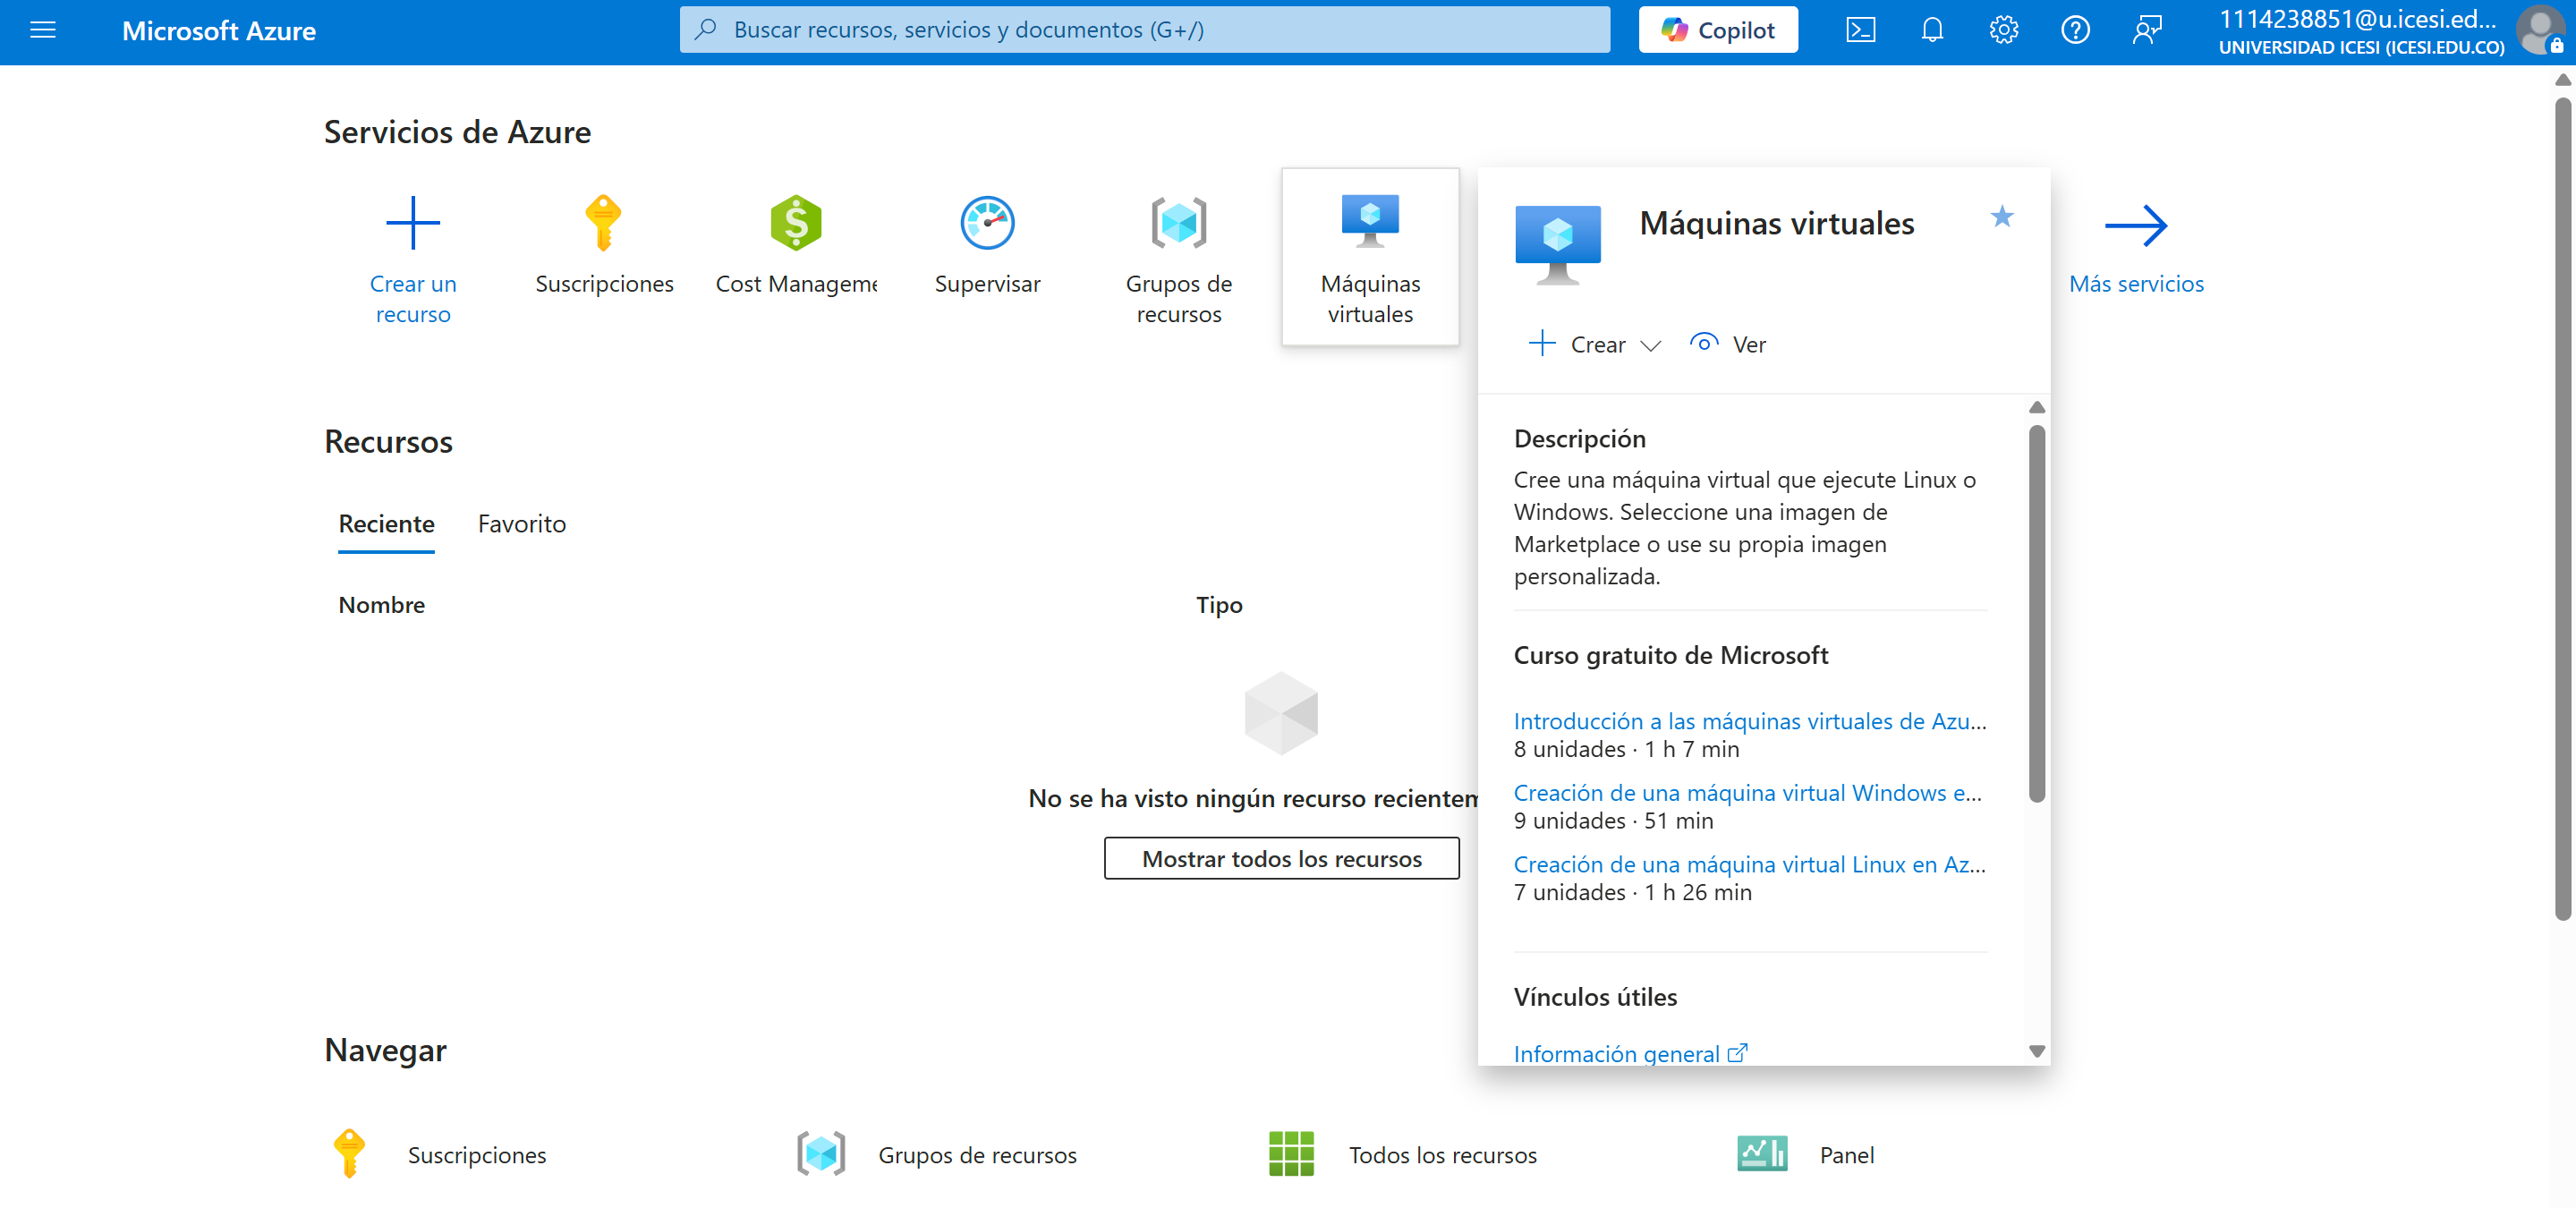 Microsoft Azure
Buscar recursos, servicios y documentos (G+/)
Copilot
1114238851@u.icesi.ed...
UNIVERSIDAD ICESI (ICESI.EDU.CO)
Servicios de Azure
Crear un
recurso
Suscripciones
Cost Manageme
Supervisar
Grupos de
recursos
Máquinas
virtuales
Más servicios
Máquinas virtuales
Crear
Ver
Descripción
Cree una máquina virtual que ejecute Linux o
Windows. Seleccione una imagen de
Marketplace o use su propia imagen
personalizada.
Curso gratuito de Microsoft
Introducción a las máquinas virtuales de Azu...
8 unidades · 1 h 7 min
Creación de una máquina virtual Windows e...
9 unidades · 51 min
Creación de una máquina virtual Linux en Az...
7 unidades · 1 h 26 min
Vínculos útiles
Información general
Recursos
Reciente
Favorito
Nombre
Tipo
No se ha visto ningún recurso recientem
Mostrar todos los recursos
Navegar
Suscripciones
Grupos de recursos
Todos los recursos
Panel